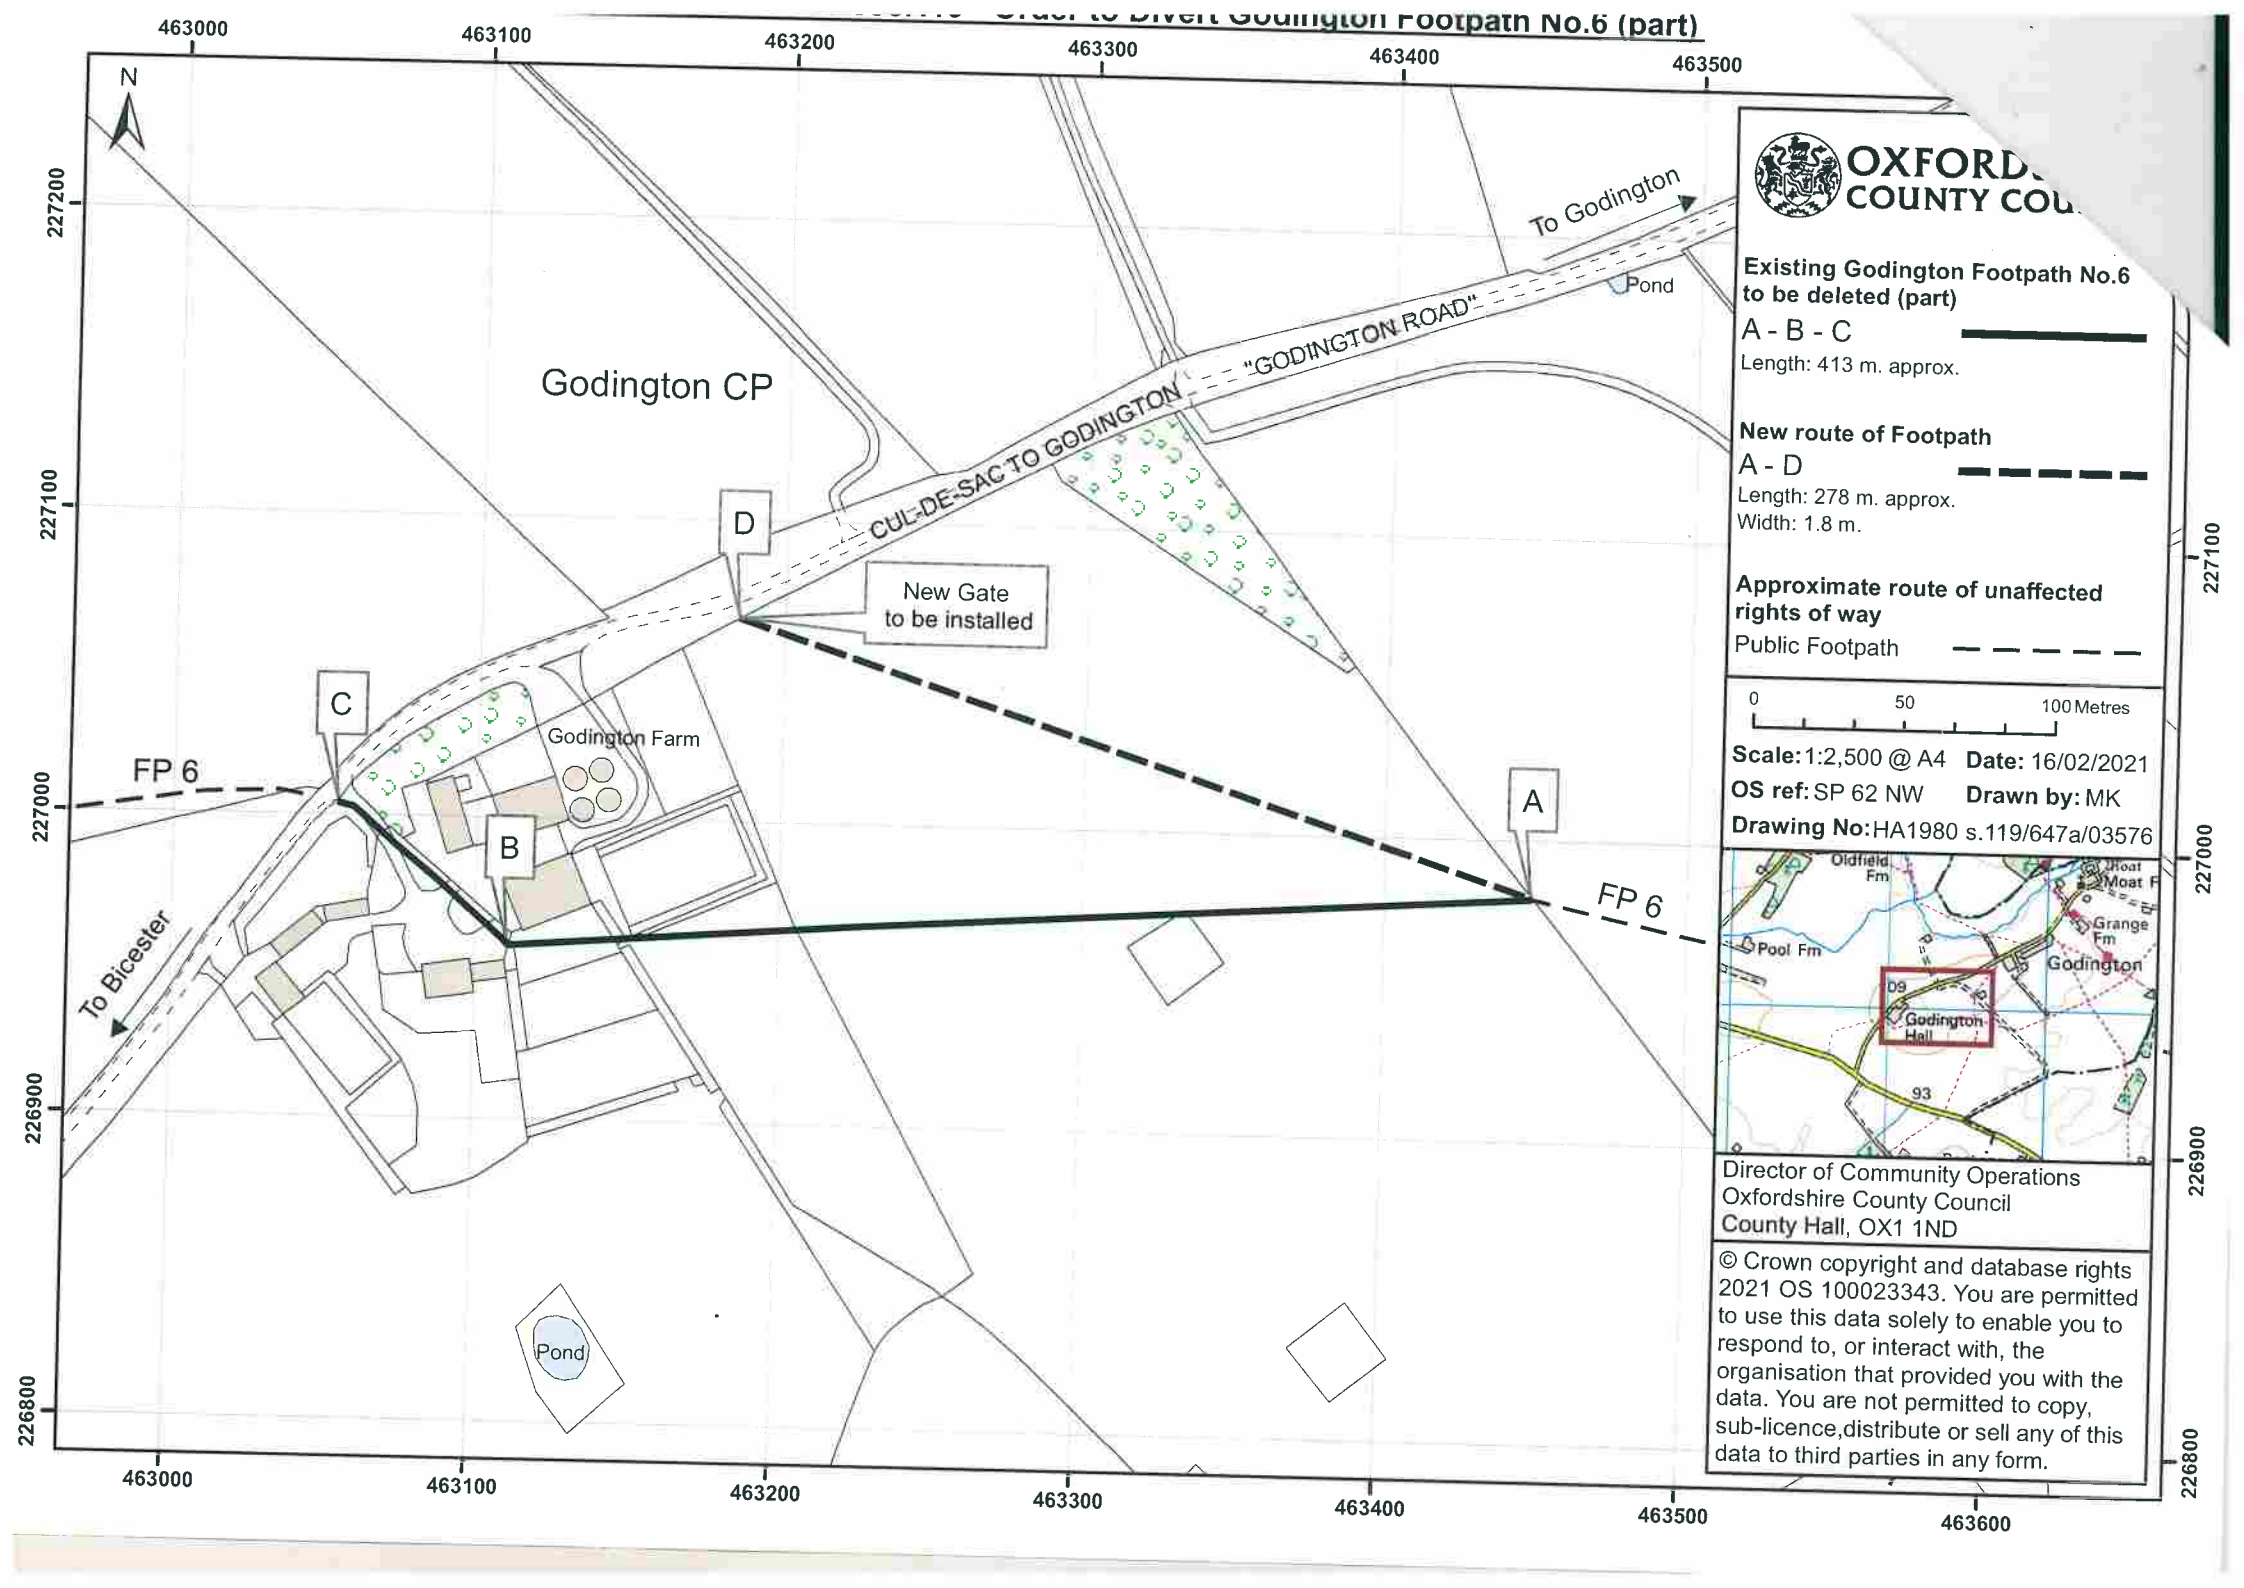 Order to Divert Godington Footpath No.6 (part)
463000
463100
463200
463300
463400
463500
N
227200
227100
227000
226900
226800
To Godington
Pond
"GODINGTON ROAD"
CUL-DE-SAC TO GODINGTON
Godington CP
D
New Gate
to be installed
C
FP 6
Godington Farm
B
A
FP 6
To Bicester
Pond
COUNTY
Existing Godington Footpath No.6
to be deleted (part)
A - B - C
Length: 413 m. approx.
New route of Footpath
A - D
Length: 278 m. approx.
Width: 1.8 m.
Approximate route of unaffected
rights of way
Public Footpath
0 50 100 Metres
Scale: 1:2,500 @ A4 Date: 16/02/2021
OS ref: SP 62 NW Drawn by: MK
Drawing No: HA1980 s.119/647a/03576
Oldfield
Fm
Moat
Moat F
Grange
Fm
Pool Fm
Godington
09
Godington
Hall
93
Director of Community Operations
Oxfordshire County Council
County Hall, OX1 1ND
© Crown copyright and database rights
2021 OS 100023343. You are permitted
to use this data solely to enable you to
respond to, or interact with, the
organisation that provided you with the
data. You are not permitted to copy,
sub-licence,distribute or sell any of this
data to third parties in any form.
227100
227000
226900
226800
463000
463100
463200
463300
463400
463500
463600